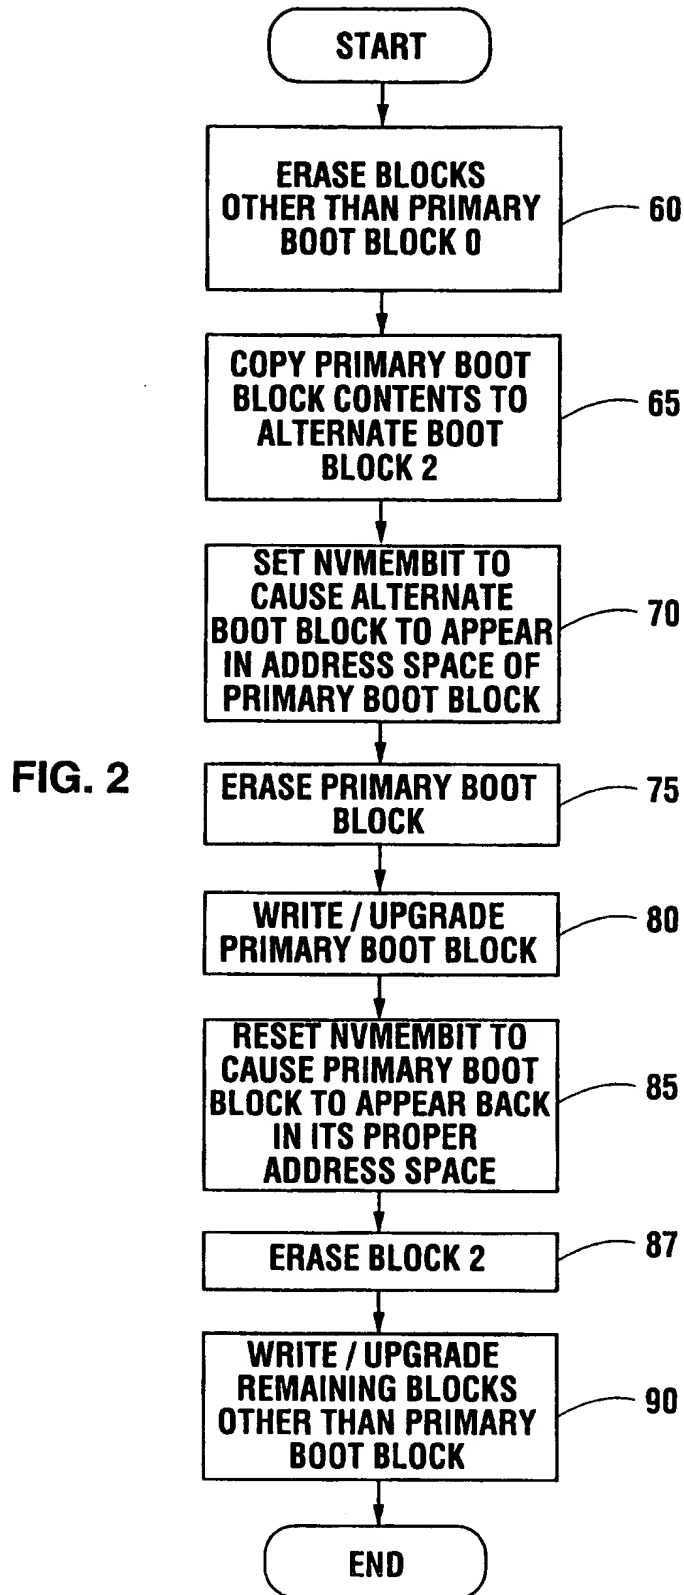 START
ERASE BLOCKS
OTHER THAN PRIMARY
BOOT BLOCK 0
60
COPY PRIMARY BOOT
BLOCK CONTENTS TO
ALTERNATE BOOT
BLOCK 2
65
SET NVMEMBIT TO
CAUSE ALTERNATE
BOOT BLOCK TO APPEAR
IN ADDRESS SPACE OF
PRIMARY BOOT BLOCK
70
FIG. 2
ERASE PRIMARY BOOT
BLOCK
75
WRITE / UPGRADE
PRIMARY BOOT BLOCK
80
RESET NVMEMBIT TO
CAUSE PRIMARY BOOT
BLOCK TO APPEAR BACK
IN ITS PROPER
ADDRESS SPACE
85
ERASE BLOCK 2
87
WRITE / UPGRADE
REMAINING BLOCKS
OTHER THAN PRIMARY
BOOT BLOCK
90
END